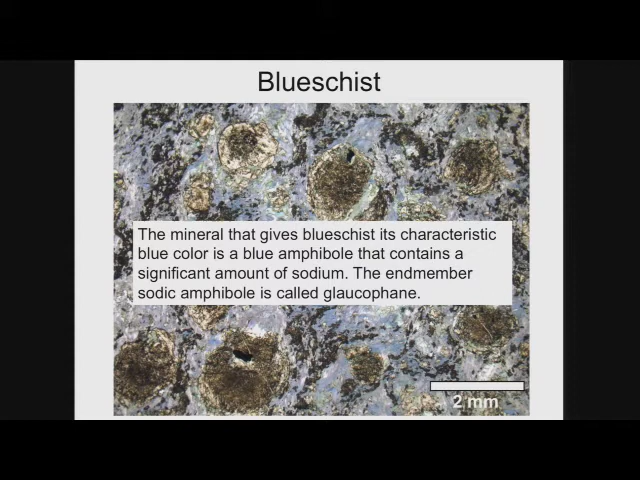 Blueschist
The mineral that gives blueschist its characteristic
blue color is a blue amphibole that contains a
significant amount of sodium. The endmember
sodic amphibole is called glaucophane.
2 mm